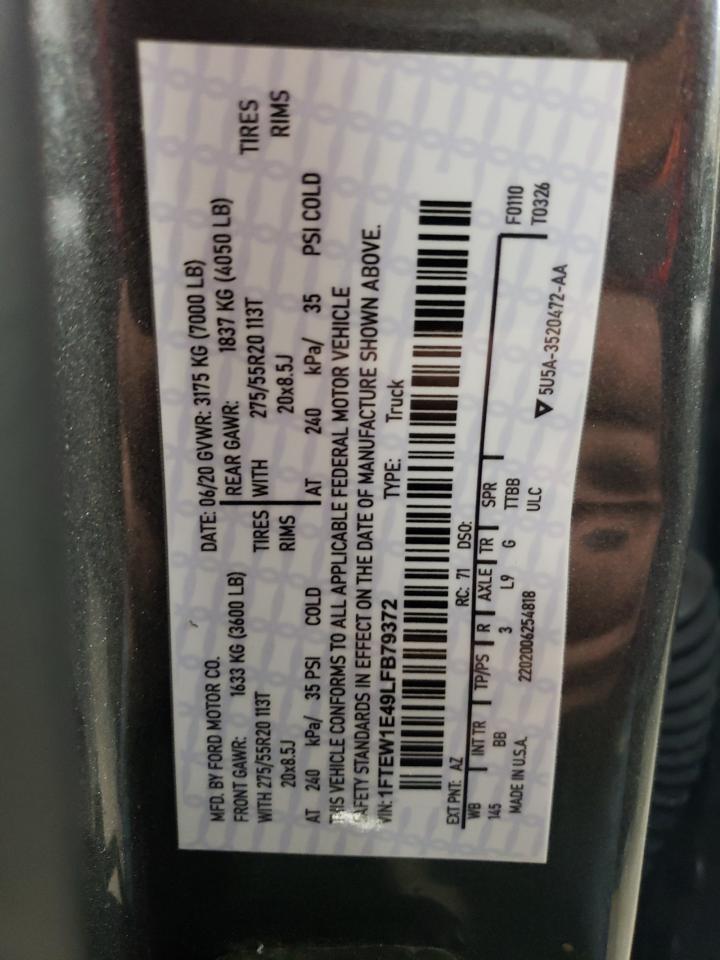 MFD. BY FORD MOTOR CO.
DATE: 06/20 GVWR: 3175 KG (7000 LB)
FRONT GAWR: 1633 KG (3600 LB)
REAR GAWR: 1837 KG (4050 LB)
WITH 275/55R20 113T TIRES
WITH 275/55R20 113T TIRES
20x8.5J RIMS
20x8.5J RIMS
AT 240 kPa/ 35 PSI COLD
AT 240 kPa/ 35 PSI COLD
THIS VEHICLE CONFORMS TO ALL APPLICABLE FEDERAL MOTOR VEHICLE
SAFETY STANDARDS IN EFFECT ON THE DATE OF MANUFACTURE SHOWN ABOVE.
VIN: 1FTEW1E49LFB79372 TYPE: Truck
EXT PNT: AZ RC: 71 DSO:
F0110
WB INT TR TP/PS R AXLE TR SPR
T0326
145 BB 3 L9 G TTBB
MADE IN U.S.A. 2202006254818 ULC
5U5A-3520472-AA